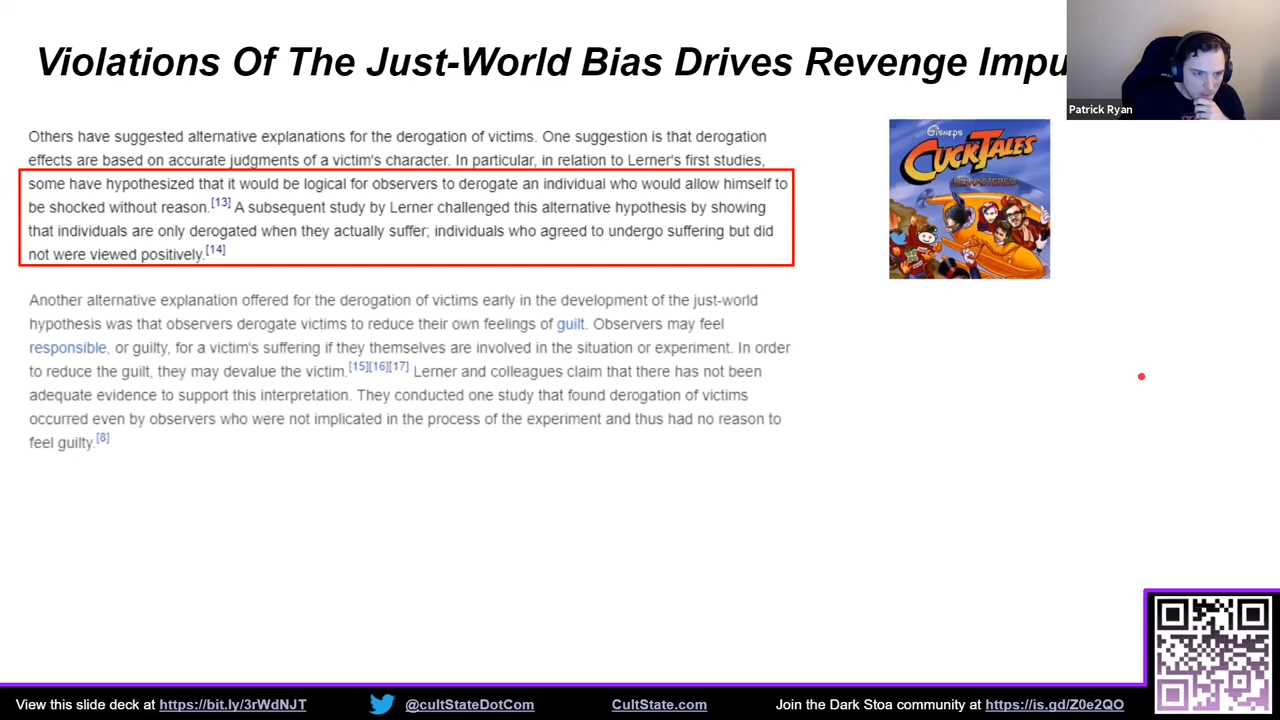 Violations Of The Just-World Bias Drives Revenge Impu
Patrick Ryan
Others have suggested alternative explanations for the derogation of victims. One suggestion is that derogation
effects are based on accurate judgments of a victim's character. In particular, in relation to Lerner's first studies,
some have hypothesized that it would be logical for observers to derogate an individual who would allow himself to
be shocked without reason.[13] A subsequent study by Lerner challenged this alternative hypothesis by showing
that individuals are only derogated when they actually suffer; individuals who agreed to undergo suffering but did
not were viewed positively.[14]
Another alternative explanation offered for the derogation of victims early in the development of the just-world
hypothesis was that observers derogate victims to reduce their own feelings of guilt. Observers may feel
responsible, or guilty, for a victim's suffering if they themselves are involved in the situation or experiment. In order
to reduce the guilt, they may devalue the victim.[15][16][17] Lerner and colleagues claim that there has not been
adequate evidence to support this interpretation. They conducted one study that found derogation of victims
occurred even by observers who were not implicated in the process of the experiment and thus had no reason to
feel guilty.[8]
CUCKTALES
REMASTERED
View this slide deck at https://bit.ly/3rWdNJT
@cultStateDotCom
CultState.com
Join the Dark Stoa community at https://is.gd/Z0e2QO